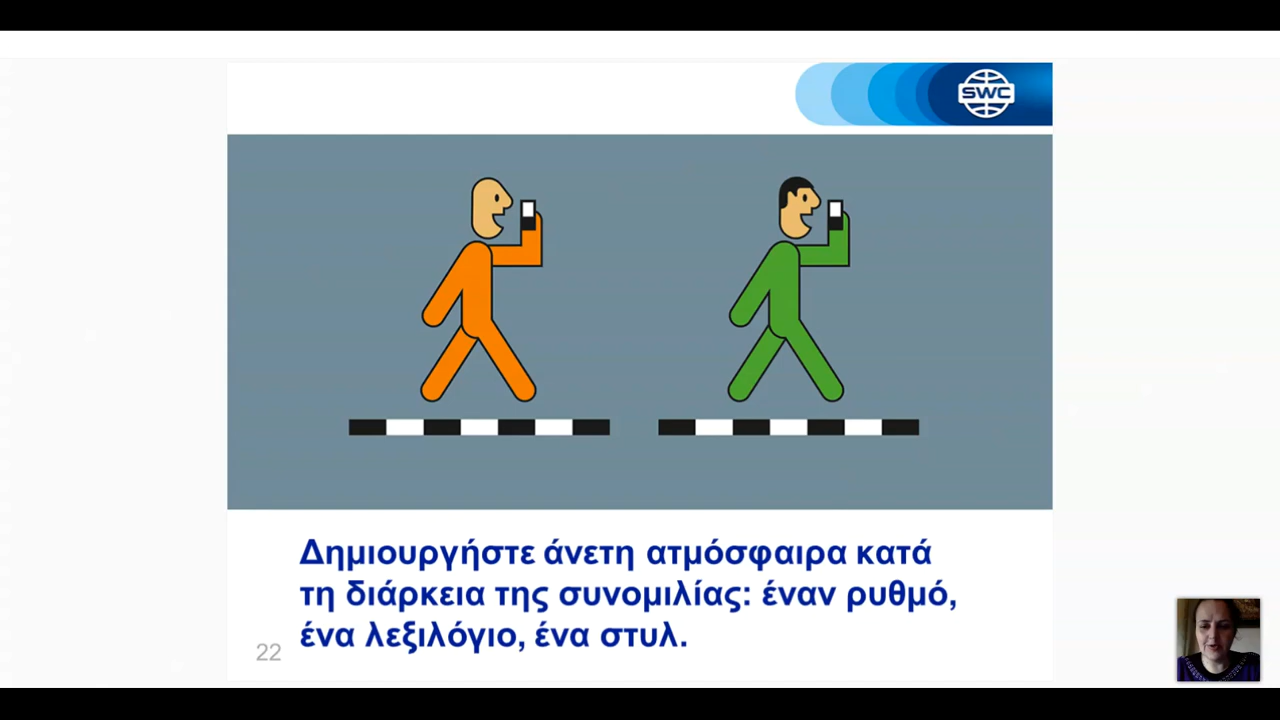 SWC
Δημιουργήστε άνετη ατμόσφαιρα κατά
τη διάρκεια της συνομιλίας: έναν ρυθμό,
ένα λεξιλόγιο, ένα στυλ.
22